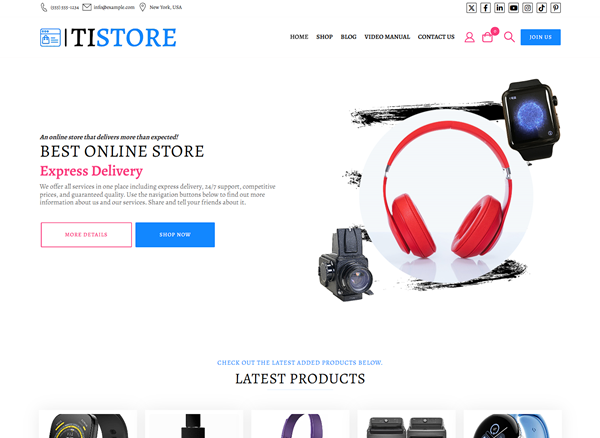 (555) 555-1234 info@example.com New York, USA
TISTORE
HOME SHOP BLOG VIDEO MANUAL CONTACT US 0 JOIN US
An online store that delivers more than expected!
BEST ONLINE STORE
Express Delivery
We offer all services in one place including express delivery, 24/7 support, competitive
prices, and guaranteed quality. Use the navigation buttons below to find out more
information about us and our services. Share and tell your friends about it.
MORE DETAILS SHOP NOW
CHECK OUT THE LATEST ADDED PRODUCTS BELOW.
LATEST PRODUCTS